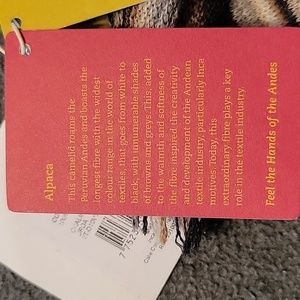 Alpaca
This camelid roams the
Peruvian Andes and boasts the
longest fibre with the widest
colour range in the world of
textiles, that goes from white to
black, with innumerable shades
of browns and greys. This, added
to the warmth and softness of
the fibre inspired the creativity
and development of the Andean
textile industry, particularly Inca
motives. Today, this
extraordinary fibre plays a key
role in the textile industry.
Feel the Hands of the Andes